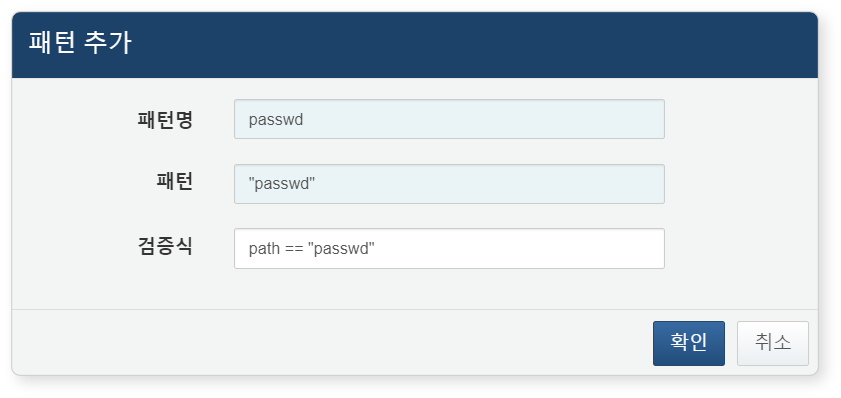 패턴 추가
패턴명 passwd
패턴 "passwd"
검증식 path == "passwd"
확인 취소